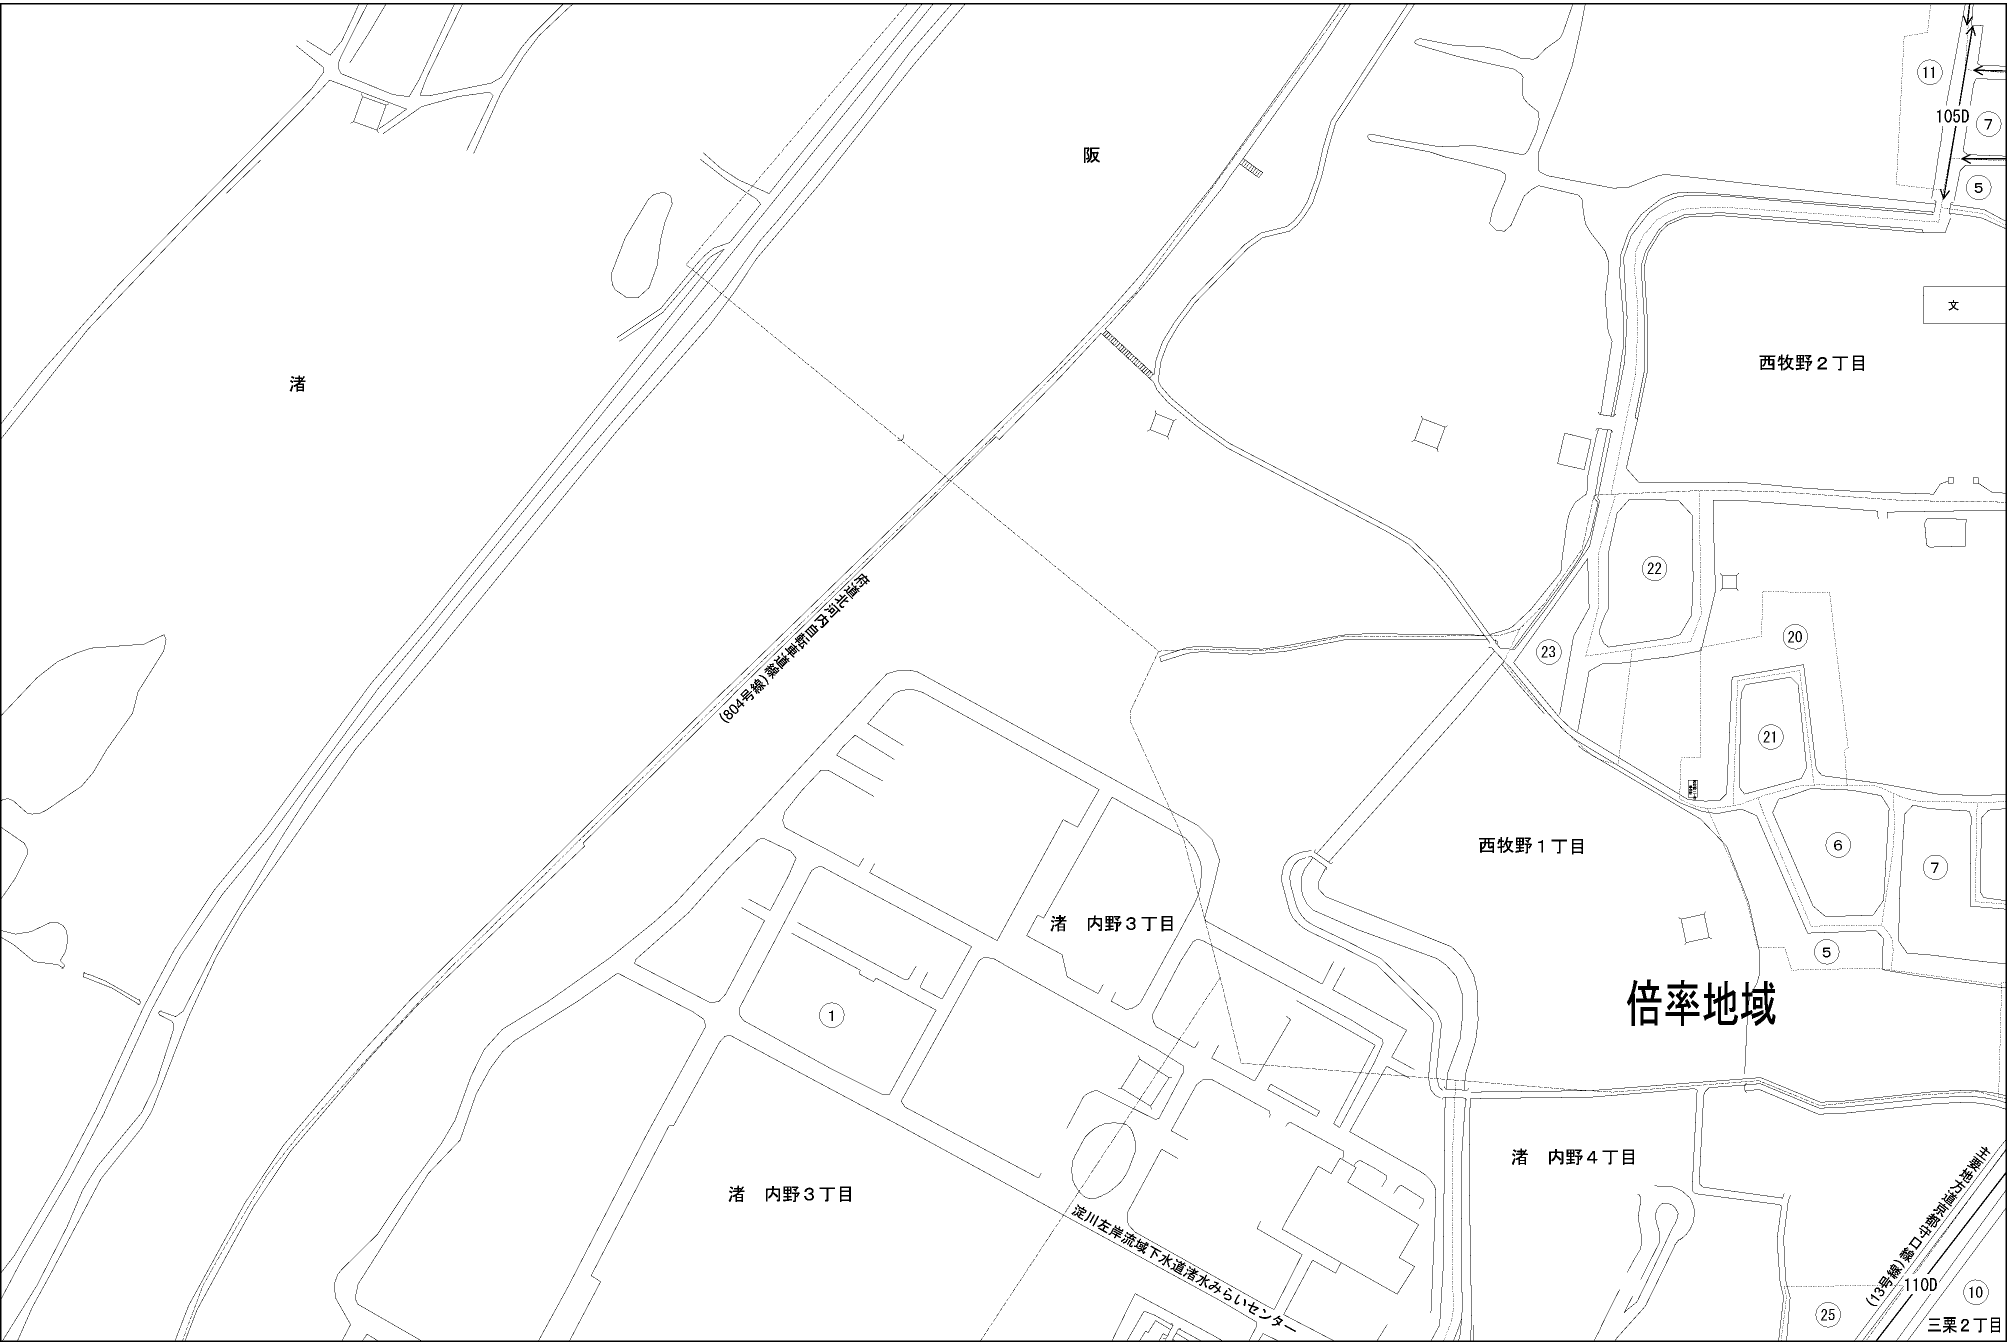 11
105D
7
阪
5
文
西牧野２丁目
渚
22
府道北河内自転車道線
(804号線)
20
23
21
西牧野１丁目
6
7
渚　内野３丁目
5
倍率地域
1
渚　内野４丁目
渚　内野３丁目
淀川左岸流域下水道渚水みらいセンター
主要地方道京都守口線
(13号線)
110D
10
25
三栗２丁目